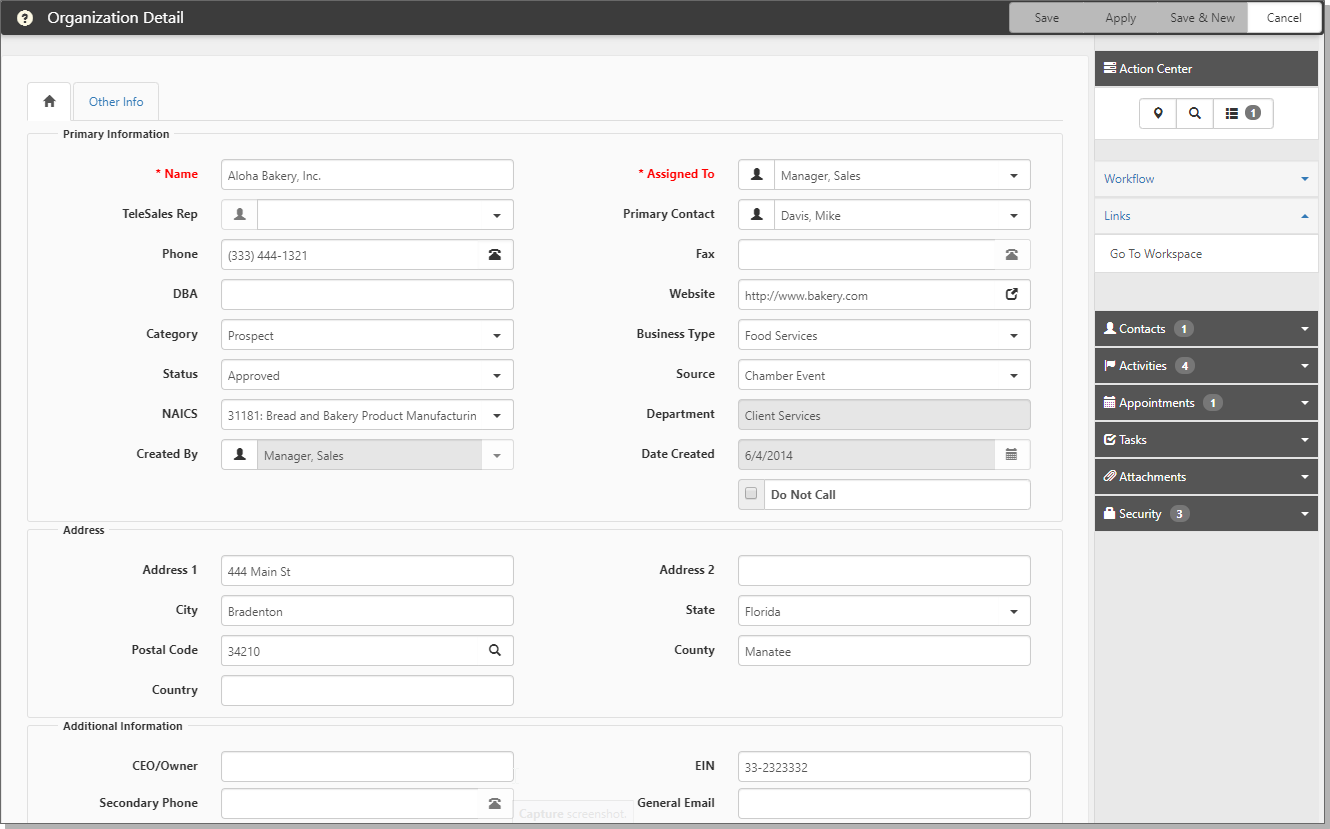 ? Organization Detail Save Apply Save & New Cancel
Action Center
Other Info
1
Primary Information
* Name Aloha Bakery, Inc. * Assigned To Manager, Sales
Workflow
TeleSales Rep Primary Contact Davis, Mike
Links
Phone (333) 444-1321 Fax
Go To Workspace
DBA Website http://www.bakery.com
Category Prospect Business Type Food Services
Contacts 1
Status Approved Source Chamber Event
Activities 4
NAICS 31181: Bread and Bakery Product Manufacturin Department Client Services
Appointments 1
Created By Manager, Sales Date Created 6/4/2014
Tasks
Do Not Call
Attachments
Security 3
Address
Address 1 444 Main St Address 2
City Bradenton State Florida
Postal Code 34210 County Manatee
Country
Additional Information
CEO/Owner EIN 33-2323332
Secondary Phone General Email
Capture screenshot.